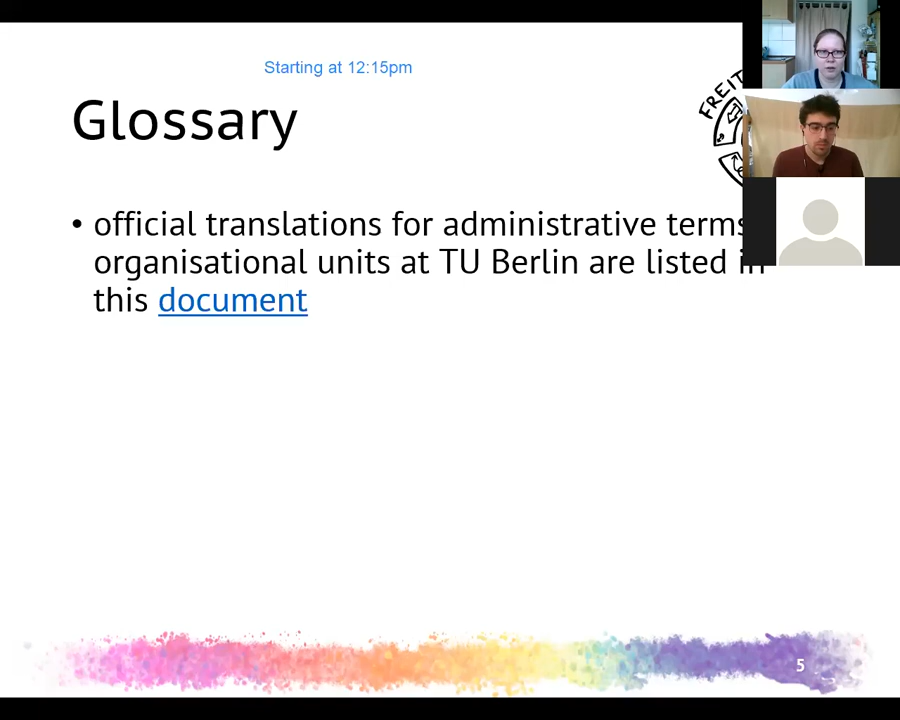 Starting at 12:15pm
Glossary
FREIT
• official translations for administrative terms
organisational units at TU Berlin are listed in
this document
5